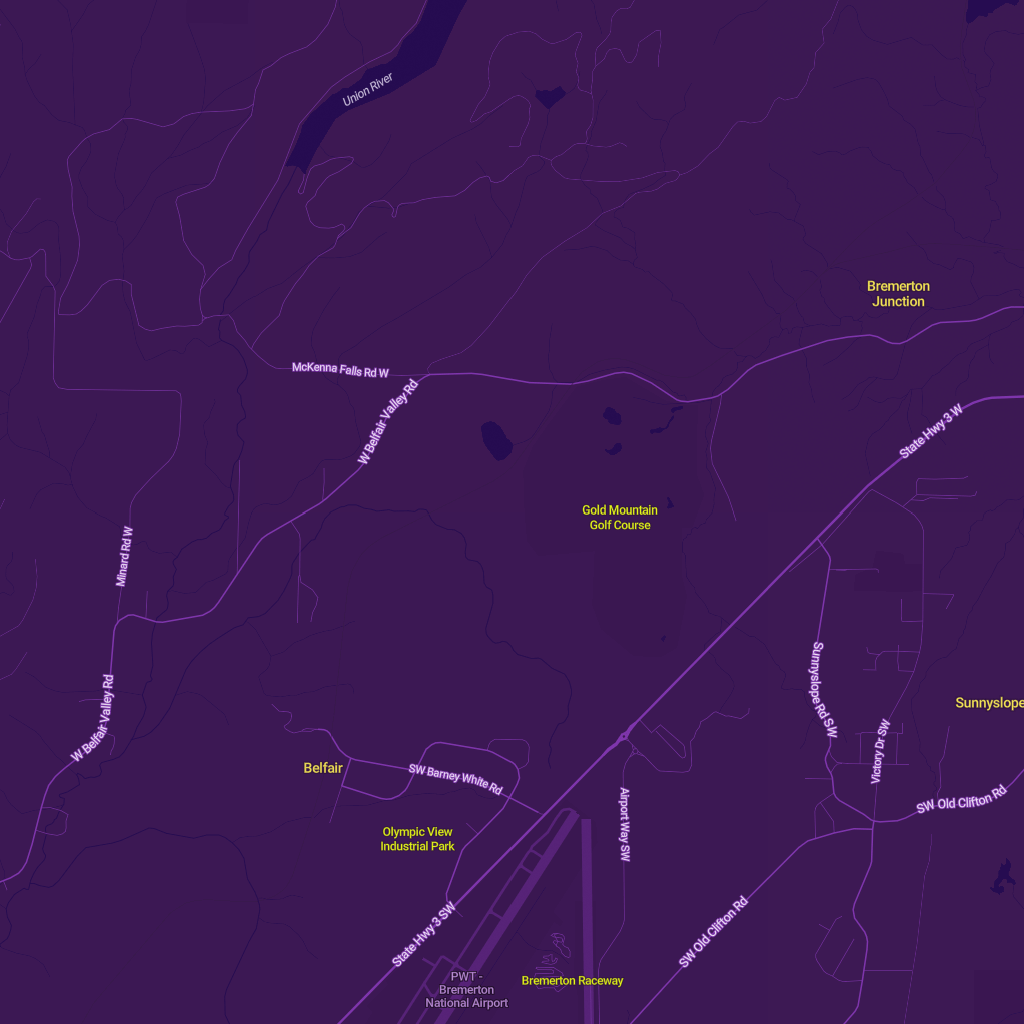 Union River
Bremerton
Junction
McKenna Falls Rd W
W Belfair Valley Rd
State Hwy 3 W
Gold Mountain
Golf Course
Minard Rd W
Sunnyslope Rd SW
W Belfair Valley Rd
Sunnyslope
Victory Dr SW
Belfair
SW Barney White Rd
Airport Way SW
SW Old Clifton Rd
Olympic View
Industrial Park
State Hwy 3 SW
SW Old Clifton Rd
PWT -
Bremerton
National Airport
Bremerton Raceway